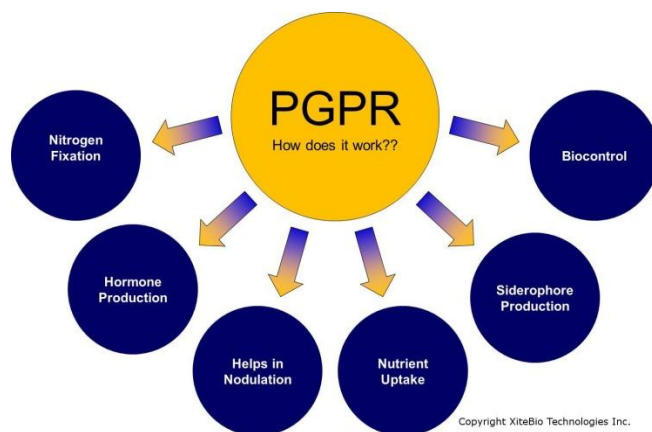 PGPR
How does it work??
Nitrogen
Fixation
Hormone
Production
Helps in
Nodulation
Nutrient
Uptake
Siderophore
Production
Biocontrol
Copyright XiteBio Technologies Inc.